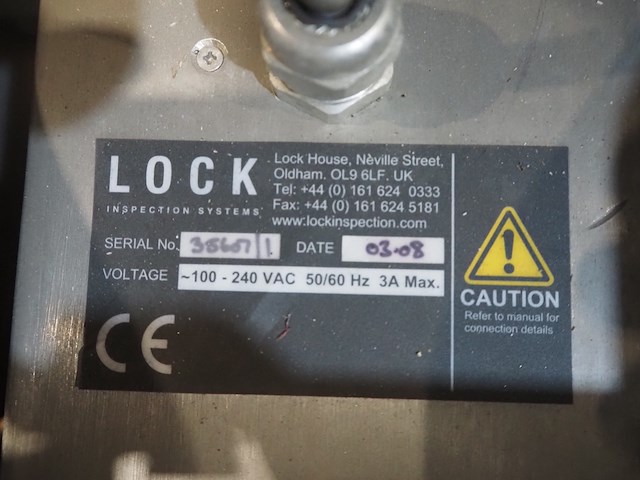 LOCK
INSPECTION SYSTEMS
Lock House, Neville Street,
Oldham. OL9 6LF. UK
Tel: +44 (0) 161 624 0333
Fax: +44 (0) 161 624 5181
www.lockinspection.com
SERIAL No. 35607/1 DATE 03.08
VOLTAGE ~100 - 240 VAC 50/60 Hz 3A Max.
CE
CAUTION
Refer to manual for
connection details